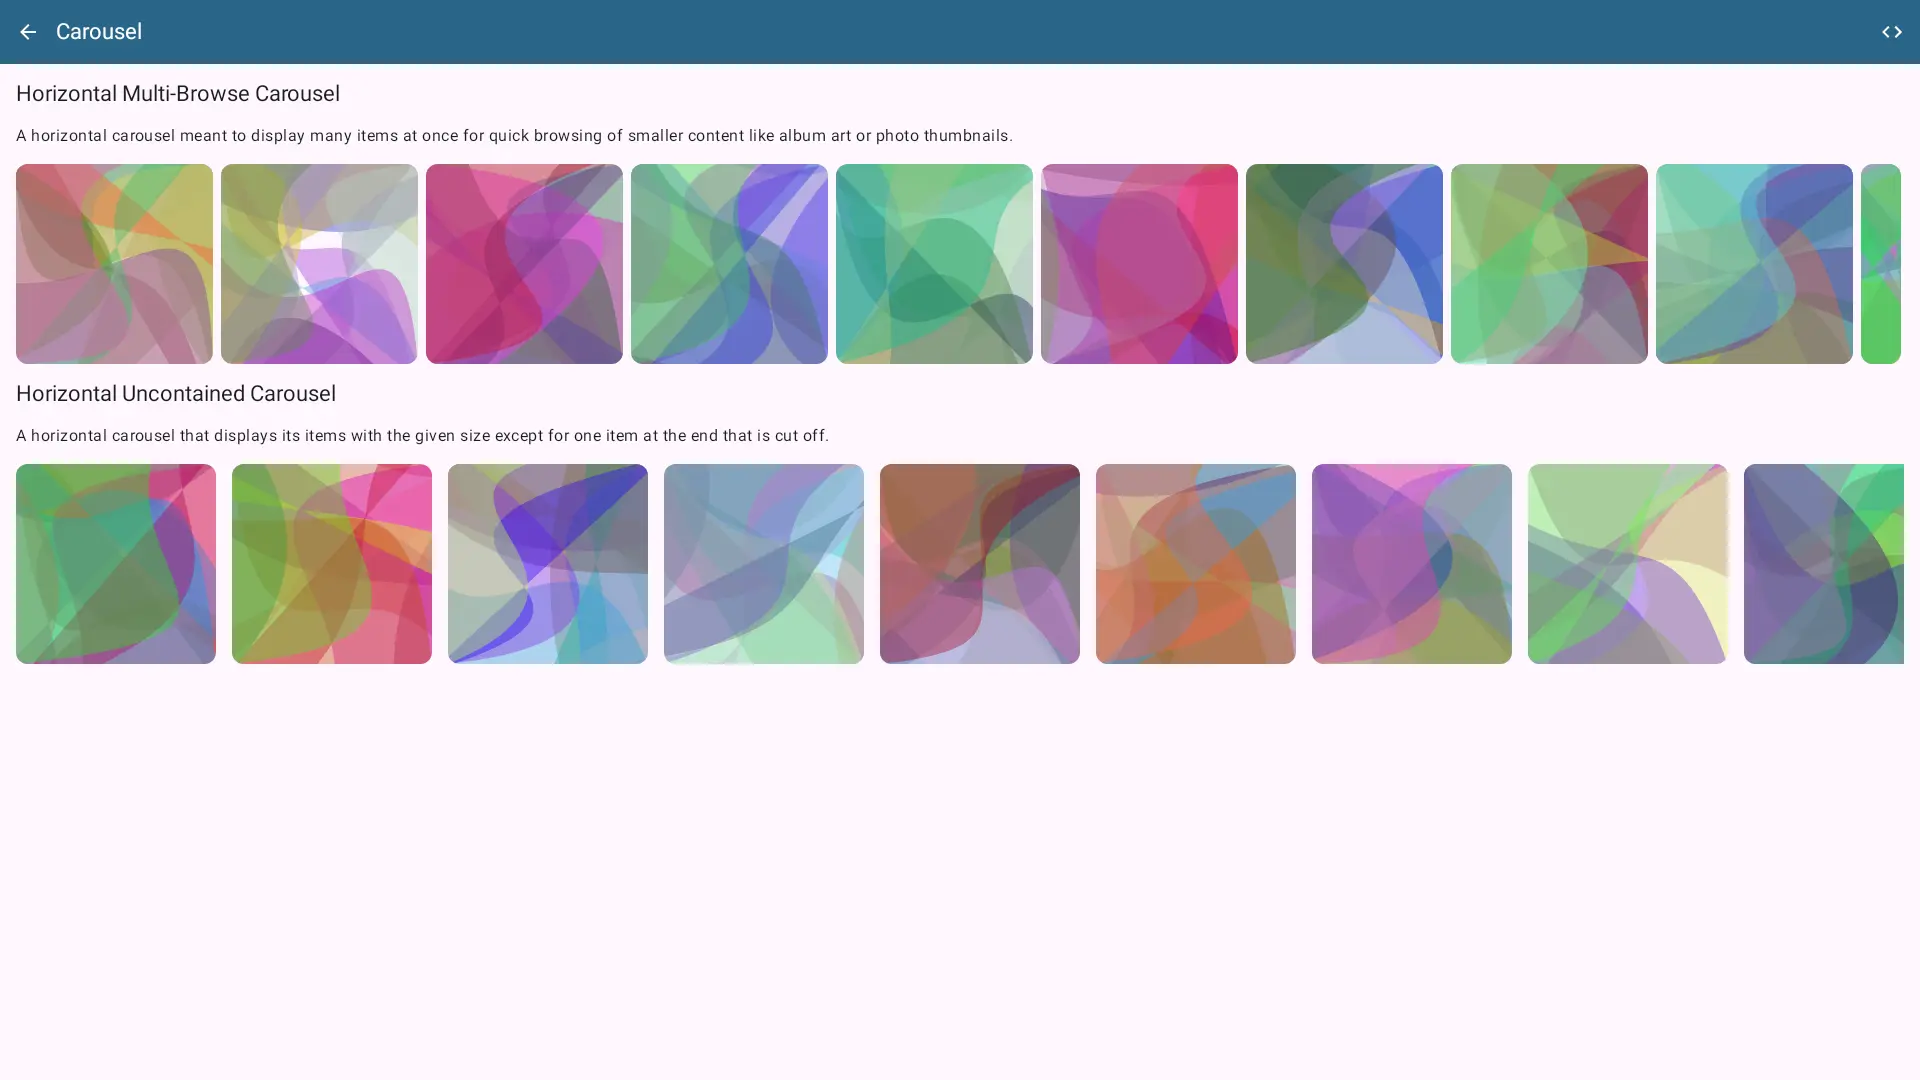 Carousel
Horizontal Multi-Browse Carousel
A horizontal carousel meant to display many items at once for quick browsing of smaller content like album art or photo thumbnails.
Horizontal Uncontained Carousel
A horizontal carousel that displays its items with the given size except for one item at the end that is cut off.